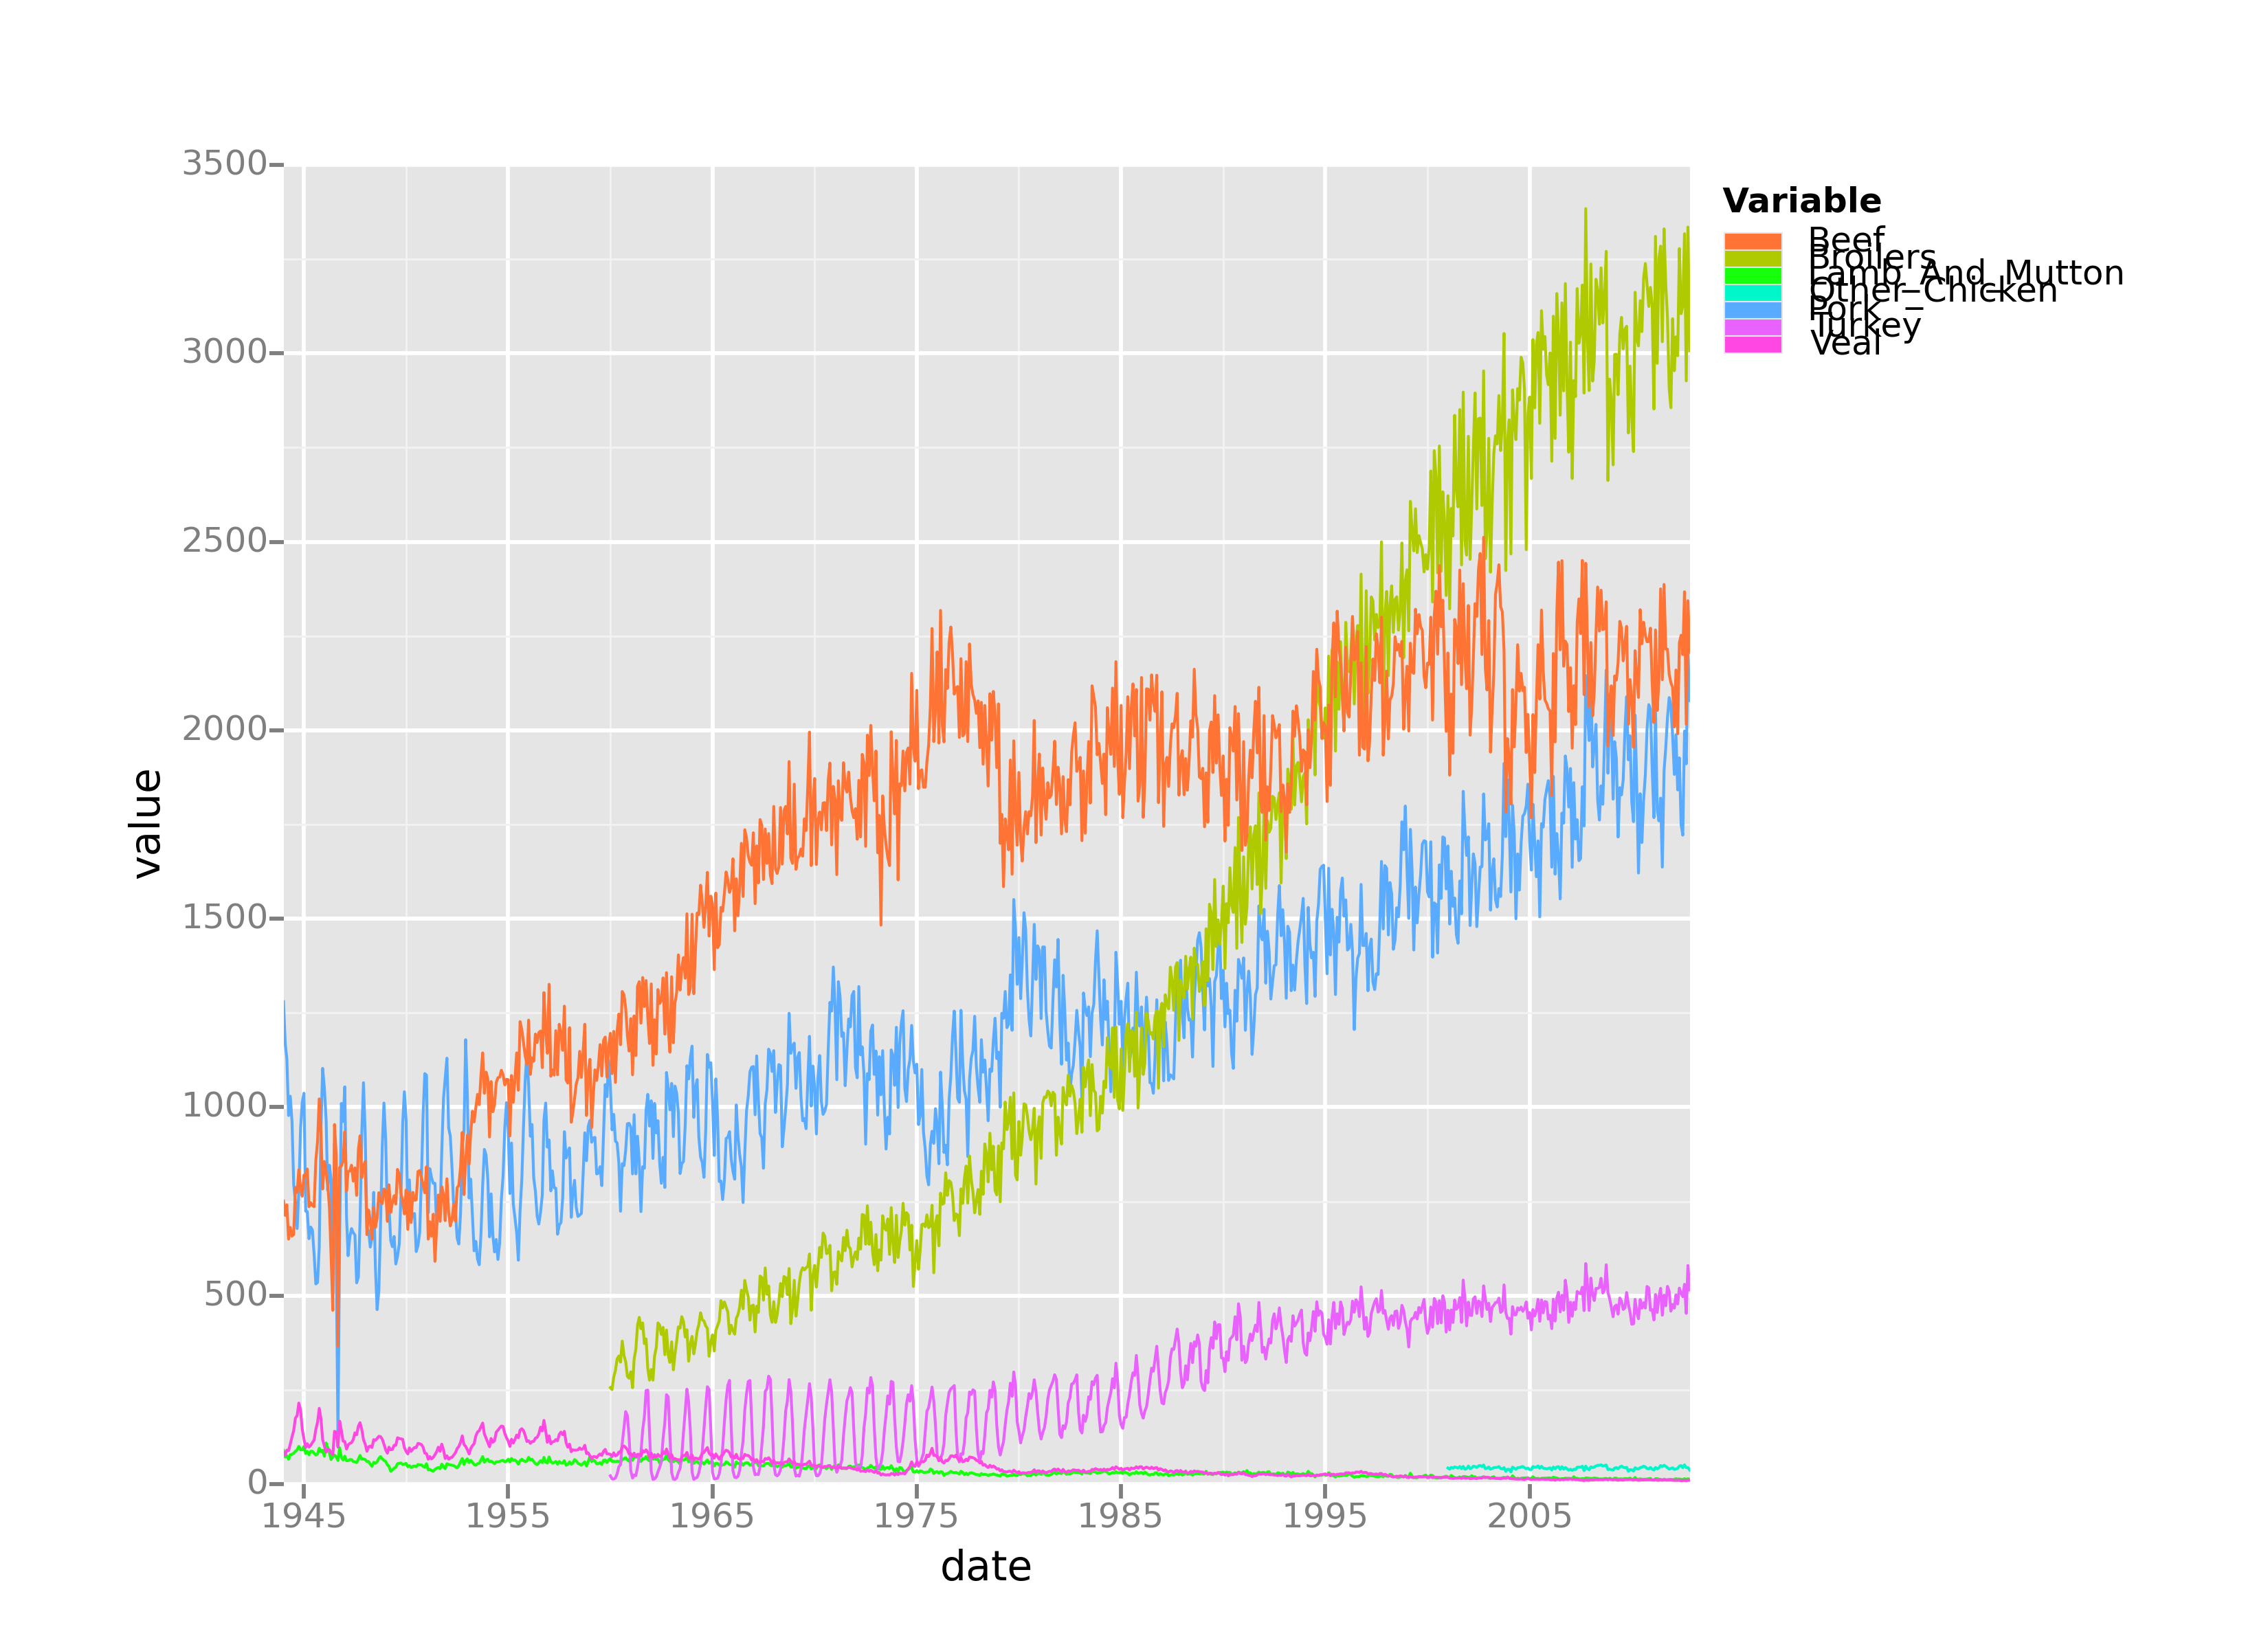 3500
3000
2500
2000
1500
1000
500
0
value
1945
1955
1965
1975
1985
1995
2005
date
Variable
Beef
Broilers
Lamb_And_Mutton
Other_Chicken
Pork
Turkey
Veal